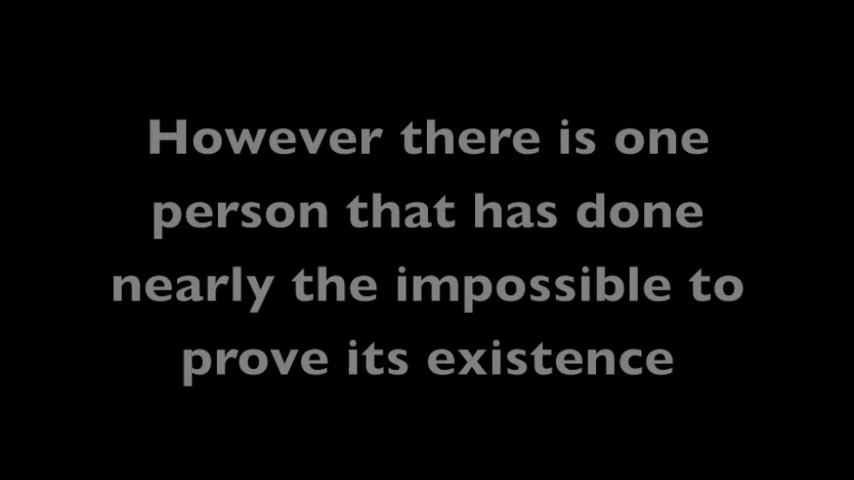 However there is one
person that has done
nearly the impossible to
prove its existence